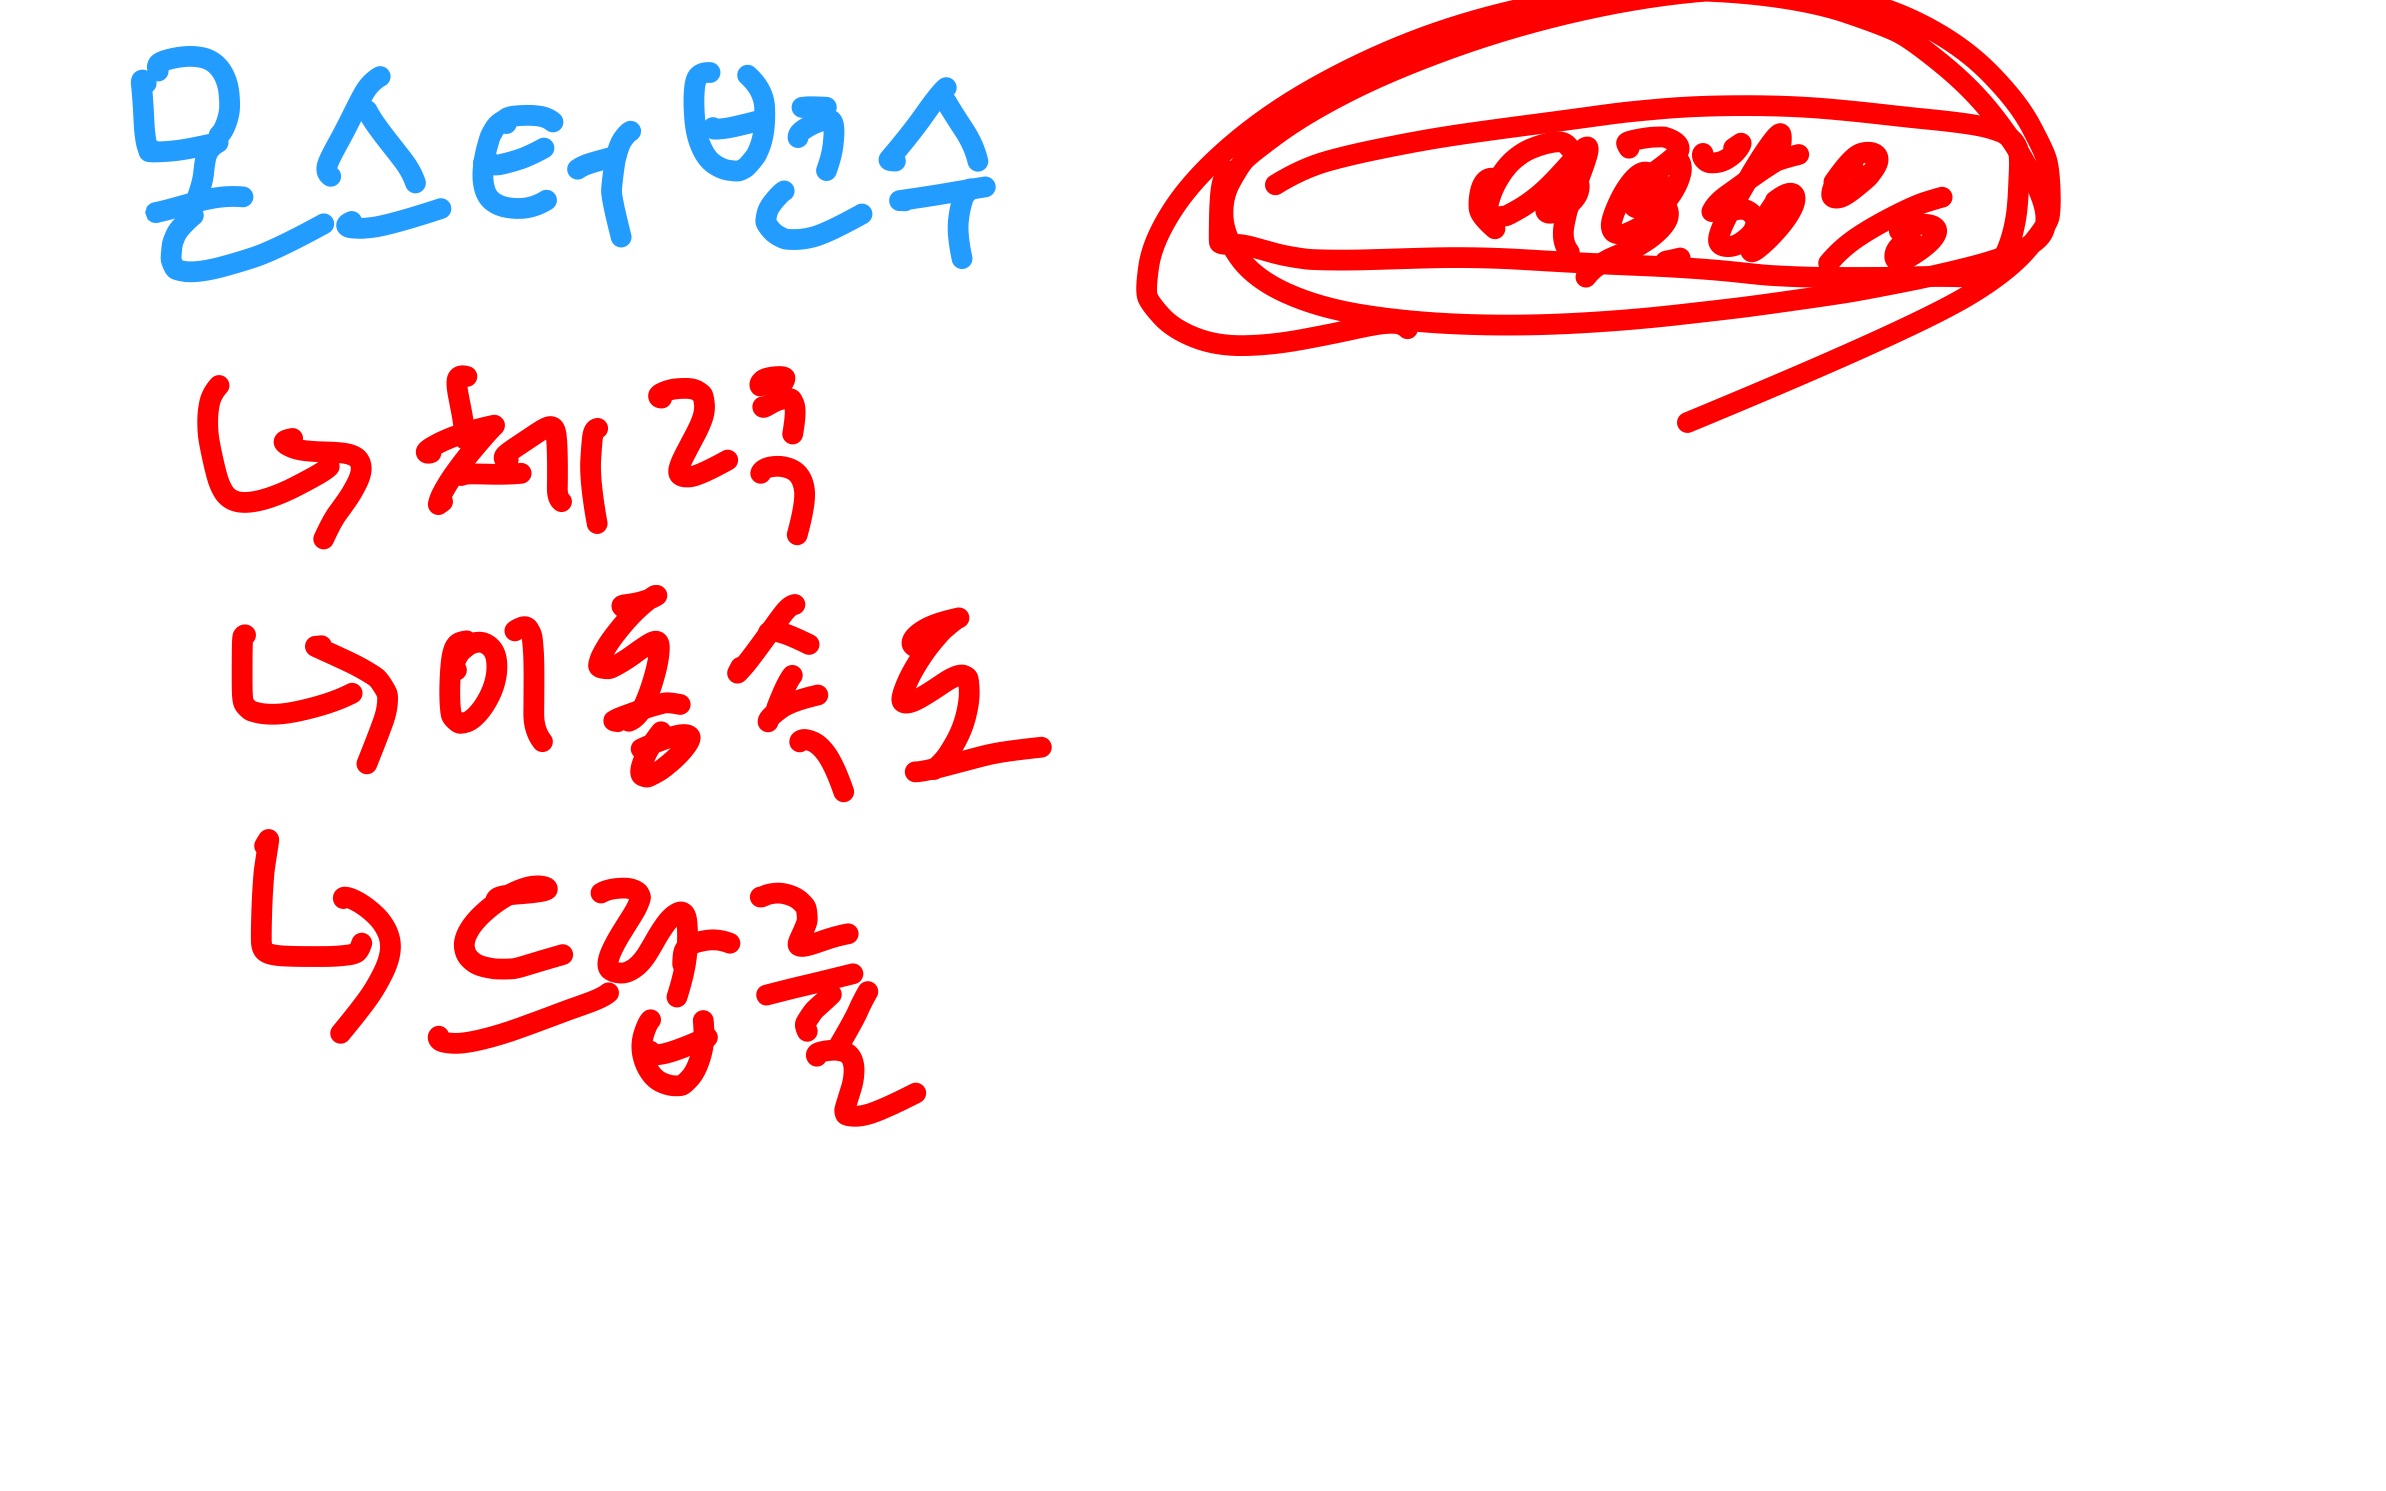 몬스터 변수
↳ 체력
↳ 이동 속도
↳ 드랍률